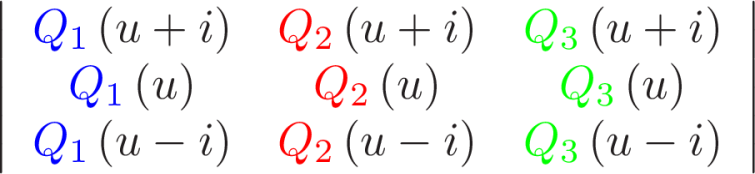 | Q₁(u + i) Q₂(u + i) Q₃(u + i) |
| Q₁(u) Q₂(u) Q₃(u) |
| Q₁(u − i) Q₂(u − i) Q₃(u − i) |